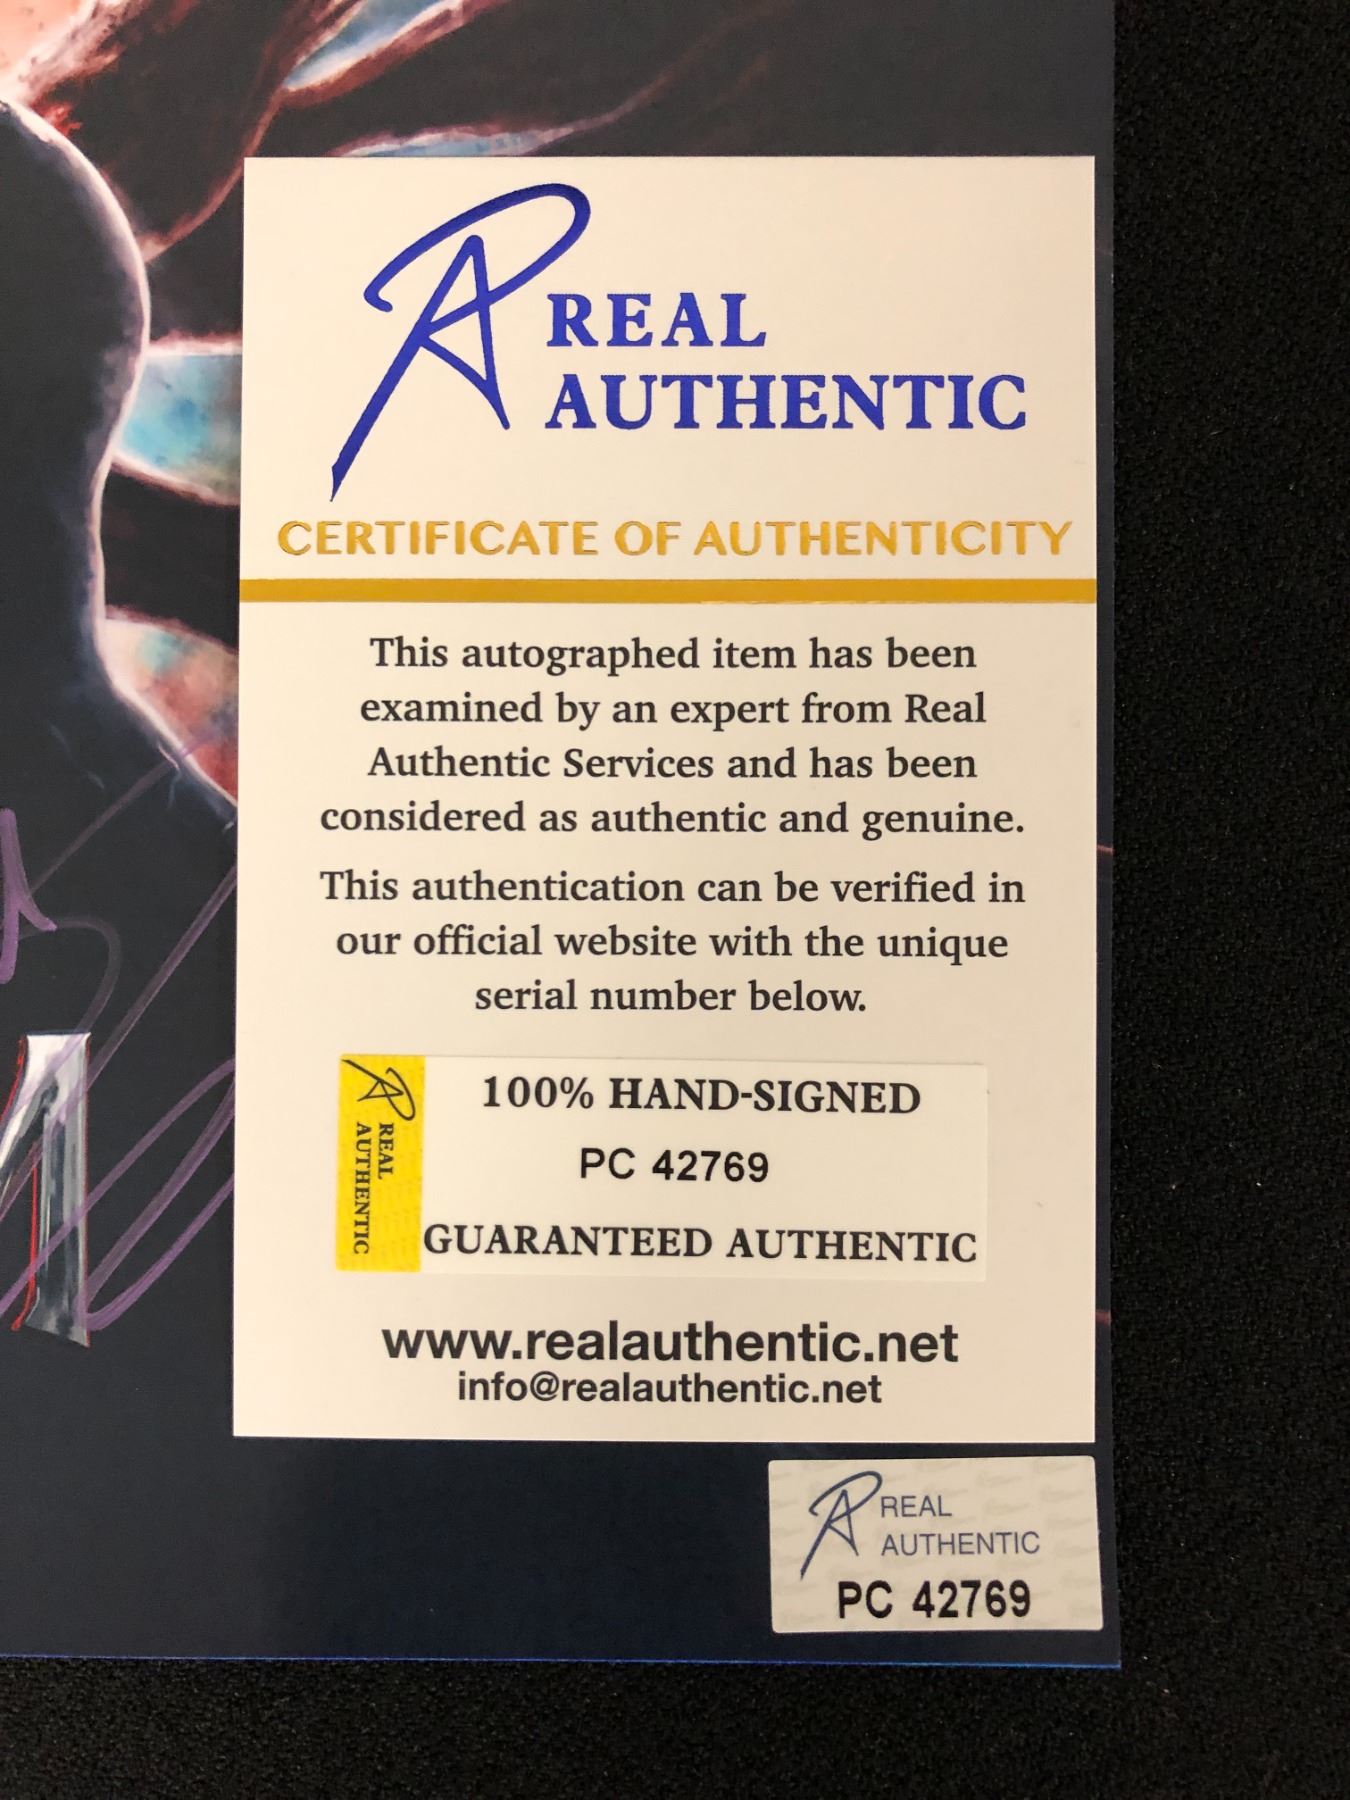 REAL
AUTHENTIC
CERTIFICATE OF AUTHENTICITY
This autographed item has been
examined by an expert from Real
Authentic Services and has been
considered as authentic and genuine.
This authentication can be verified in
our official website with the unique
serial number below.
REAL
AUTHENTIC
100% HAND-SIGNED
PC 42769
GUARANTEED AUTHENTIC
www.realauthentic.net
info@realauthentic.net
REAL
AUTHENTIC
PC 42769